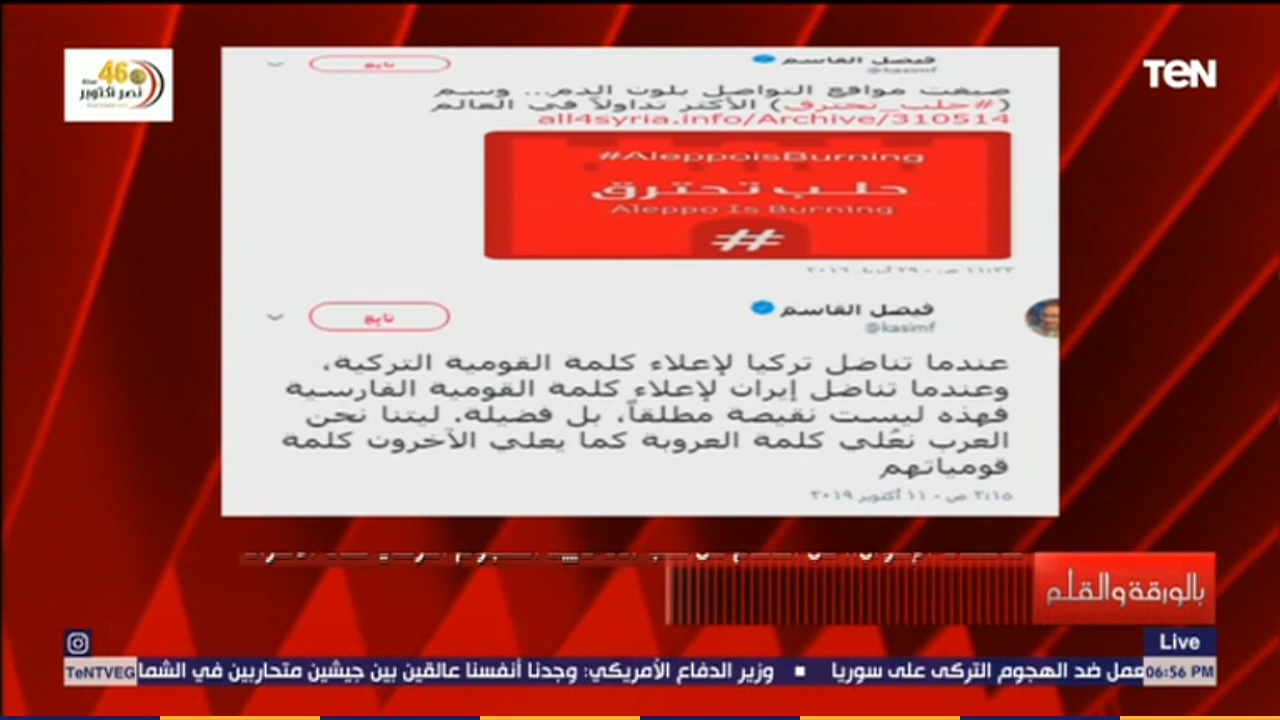 46
سنة
نصر أكتوبر
TeN
فيصل القاسم
@kasimf
تابع
صبغت مواقع التواصل بلون الدم... وسم
(#حلب_تحترق) الأكثر تداولاً في العالم
all4syria.info/Archive/310514
#AleppoisBurning
حلب تحترق
Aleppo Is Burning
#
فيصل القاسم
@kasimf
تابع
عندما تناضل تركيا لإعلاء كلمة القومية التركية،
وعندما تناضل إيران لإعلاء كلمة القومية الفارسية
فهذه ليست نقيصة مطلقاً، بل فضيلة. ليتنا نحن
العرب نعُلي كلمة العروبة كما يعلي الآخرون كلمة
قومياتهم
٢:١٥ ص - ١١ أكتوبر ٢٠١٩
بالورقة والقلم
Live
06:56 PM
عمل ضد الهجوم التركى على سوريا ■ وزير الدفاع الأمريكي: وجدنا أنفسنا عالقين بين جيشين متحاربين في الشما
TeNTVEG